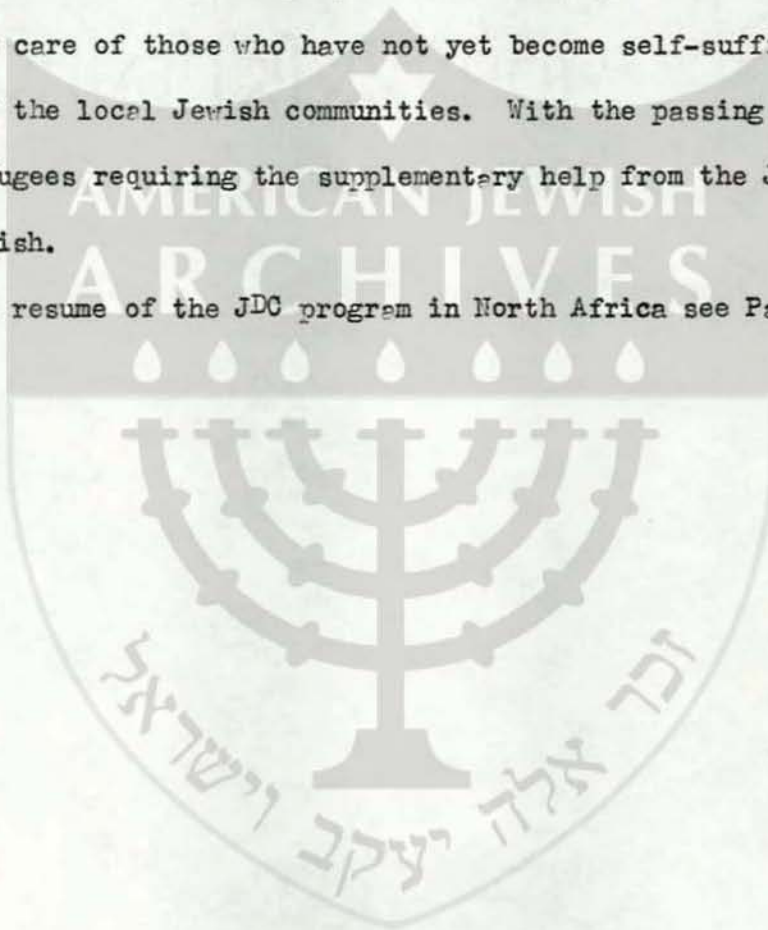 care of those who have not yet become self-suff
the local Jewish communities. With the passing
ugees requiring the supplementary help from the J
ish.
resume of the JDC program in North Africa see Pa
AMERICAN JEWISH
ARCHIVES
זכר אלה יעקב וישראל